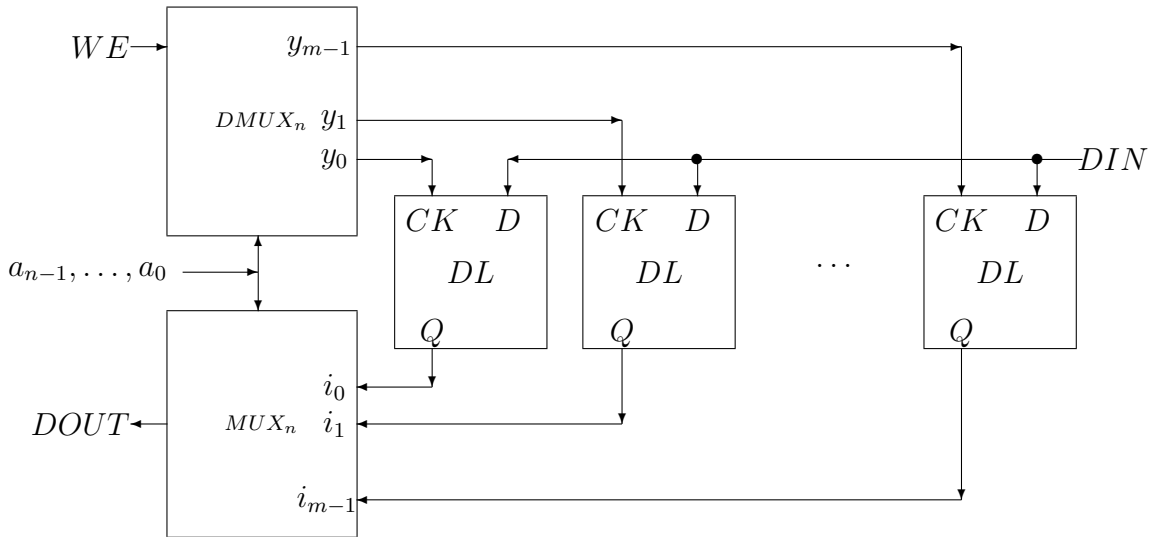 WE
y_{m−1}
DMUX_n
y_1
y_0
DIN
CK D
CK D
CK D
a_{n−1}, . . . , a_0
DL
DL
. . .
DL
Q
Q
Q
i_0
DOUT
MUX_n
i_1
i_{m−1}